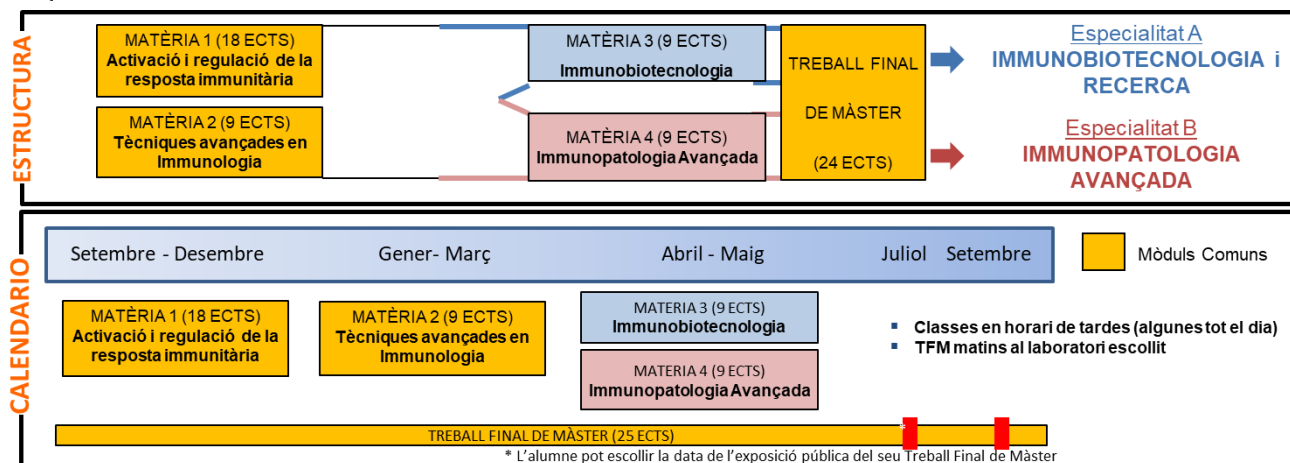 ESTRUCTURA
MATÈRIA 1 (18 ECTS)
Activació i regulació de la
resposta immunitària
MATÈRIA 2 (9 ECTS)
Tècniques avançades en
Immunologia
MATÈRIA 3 (9 ECTS)
Immunobiotecnologia
MATÈRIA 4 (9 ECTS)
Immunopatologia Avançada
TREBALL FINAL
DE MÀSTER
(24 ECTS)
Especialitat A
IMMUNOBIOTECNOLOGIA i
RECERCA
Especialitat B
IMMUNOPATOLOGIA
AVANÇADA
CALENDARIO
Setembre - Desembre
Gener- Març
Abril - Maig
Juliol
Setembre
Mòduls Comuns
MATÈRIA 1 (18 ECTS)
Activació i regulació de la
resposta immunitària
MATÈRIA 2 (9 ECTS)
Tècniques avançades en
Immunologia
MATERIA 3 (9 ECTS)
Immunobiotecnologia
MATERIA 4 (9 ECTS)
Immunopatologia Avançada
▪ Classes en horari de tardes (algunes tot el dia)
▪ TFM matins al laboratori escollit
TREBALL FINAL DE MÀSTER (25 ECTS)
*
* L'alumne pot escollir la data de l'exposició pública del seu Treball Final de Màster